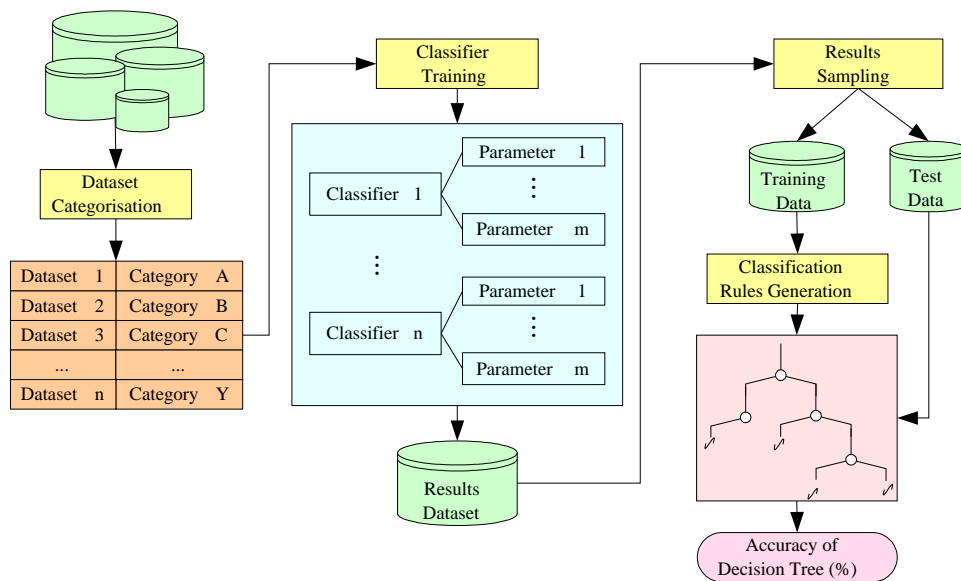 Dataset
Categorisation
Dataset 1 Category A
Dataset 2 Category B
Dataset 3 Category C
... ...
Dataset n Category Y
Classifier
Training
Classifier 1
Parameter 1
Parameter m
Classifier n
Parameter 1
Parameter m
Results
Dataset
Results
Sampling
Training
Data
Test
Data
Classification
Rules Generation
Accuracy of
Decision Tree (%)